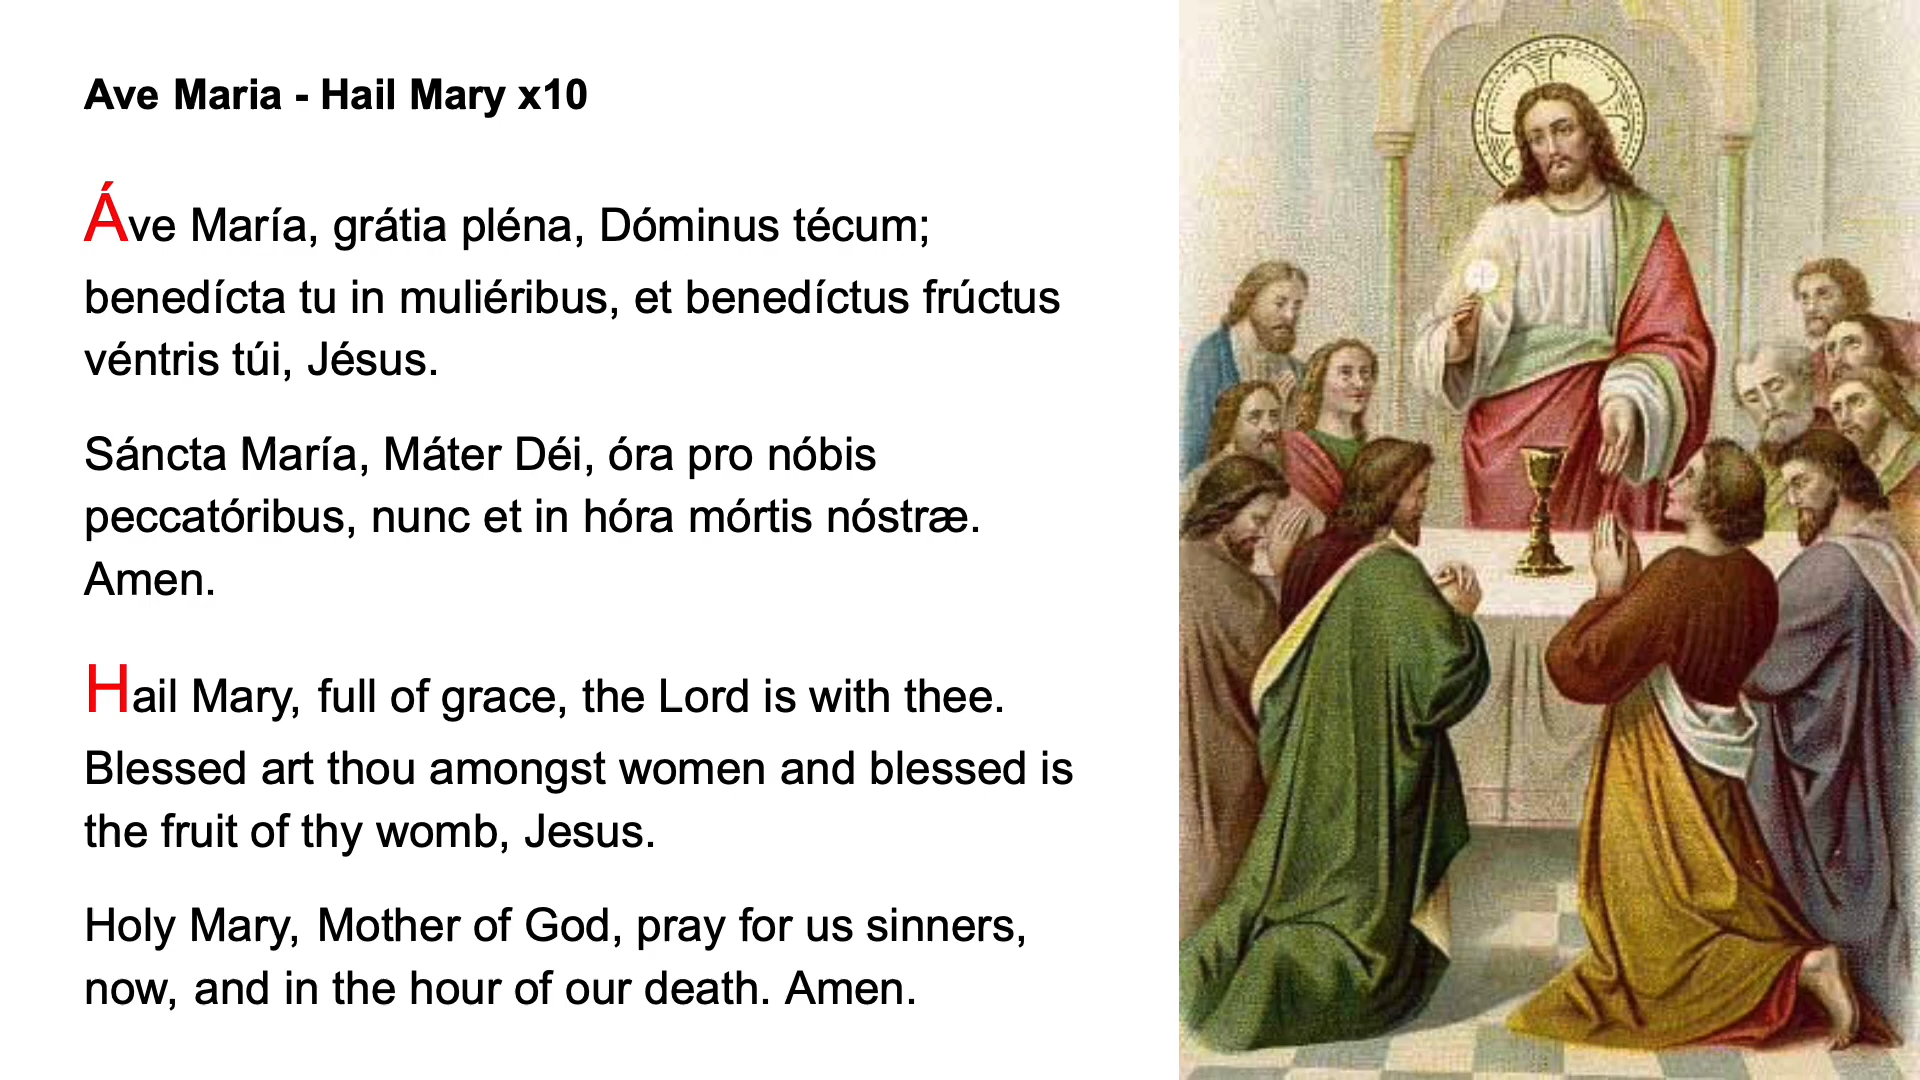 Ave Maria - Hail Mary x10
Áve María, grátia pléna, Dóminus técum;
benedícta tu in muliéribus, et benedíctus frúctus
véntris túi, Jésus.
Sáncta María, Máter Déi, óra pro nóbis
peccatóribus, nunc et in hóra mórtis nóstræ.
Amen.
Hail Mary, full of grace, the Lord is with thee.
Blessed art thou amongst women and blessed is
the fruit of thy womb, Jesus.
Holy Mary, Mother of God, pray for us sinners,
now, and in the hour of our death. Amen.